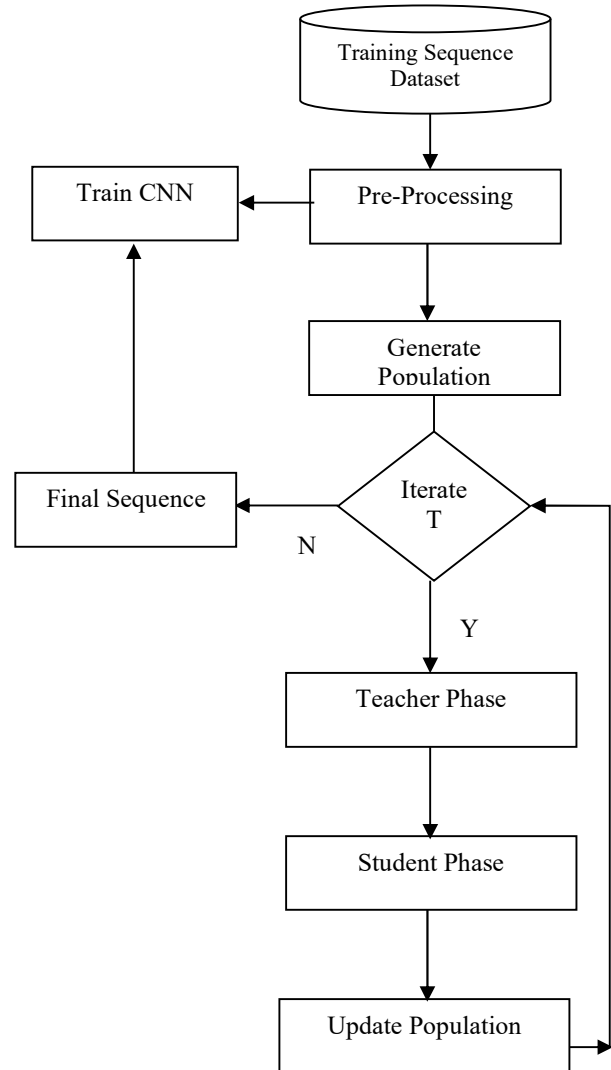 Training Sequence
Dataset
Train CNN
Pre-Processing
Generate
Population
Final Sequence
Iterate
T
N
Y
Teacher Phase
Student Phase
Update Population